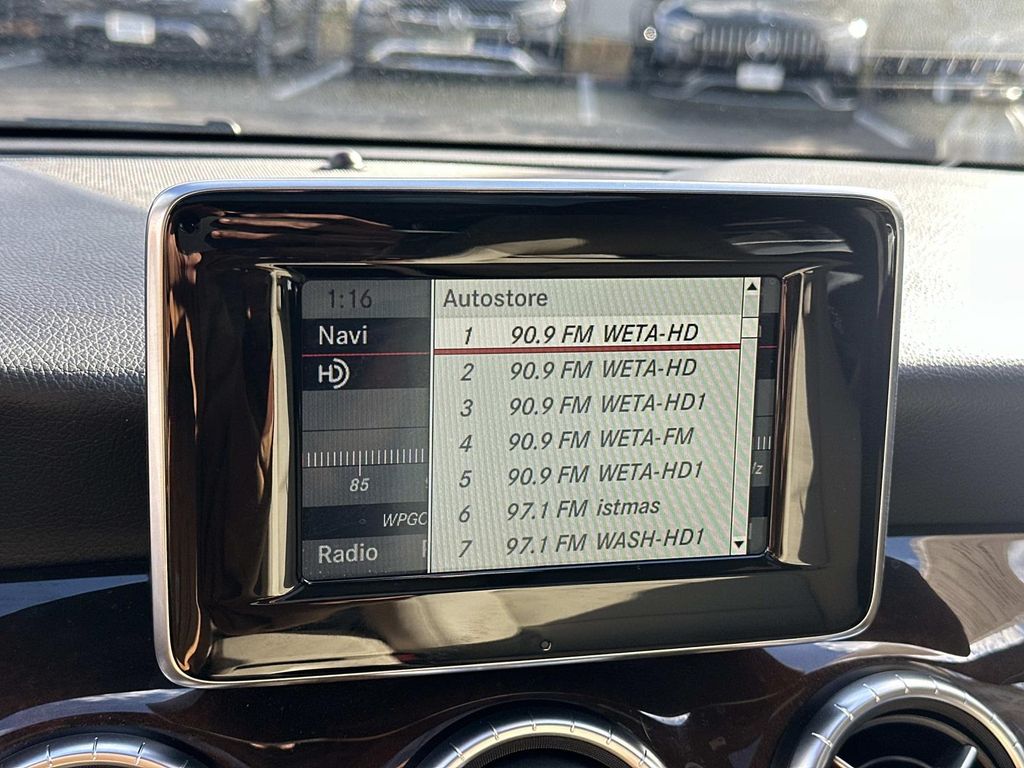 1:16
Autostore
Navi
1 90.9 FM WETA-HD
HD
2 90.9 FM WETA-HD
3 90.9 FM WETA-HD1
4 90.9 FM WETA-FM
85
5 90.9 FM WETA-HD1
6 97.1 FM istmas
WPGC
Radio
7 97.1 FM WASH-HD1